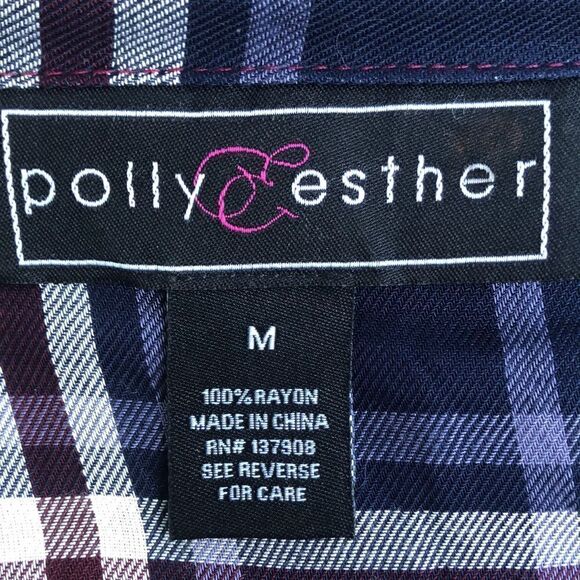 polly & esther
M
100% RAYON
MADE IN CHINA
RN# 137908
SEE REVERSE
FOR CARE